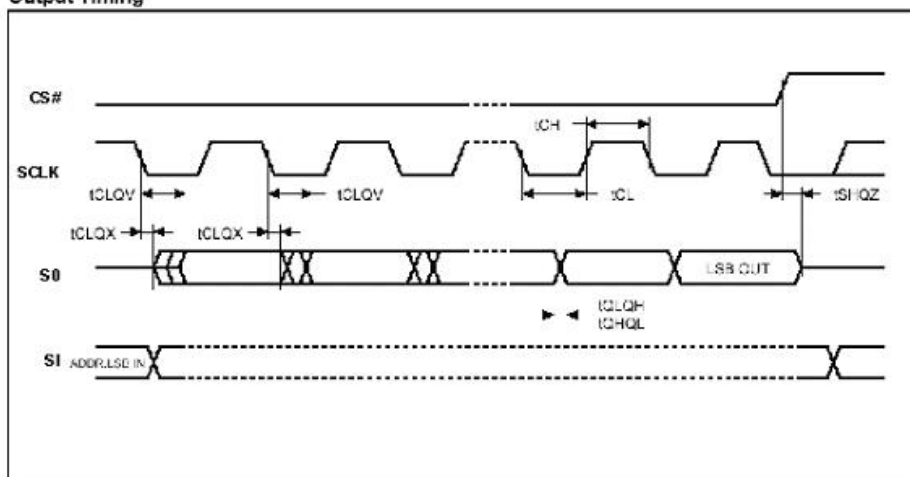 Output Timing
CS#
tCH
SCLK
tCLQV
tCLQV
tCL
tSHQZ
tCLQX
tCLQX
S0
LSB OUT
tQLQH
tQHQL
SI
ADDR.LSB IN